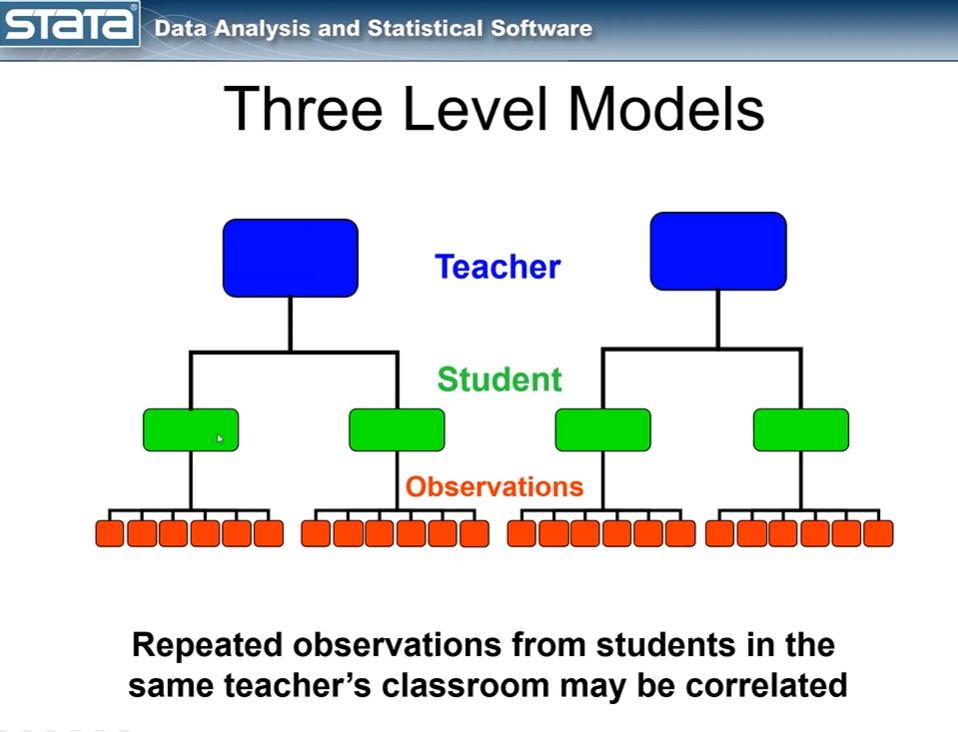 STATA® Data Analysis and Statistical Software
Three Level Models
Teacher
Student
Observations
Repeated observations from students in the
same teacher's classroom may be correlated